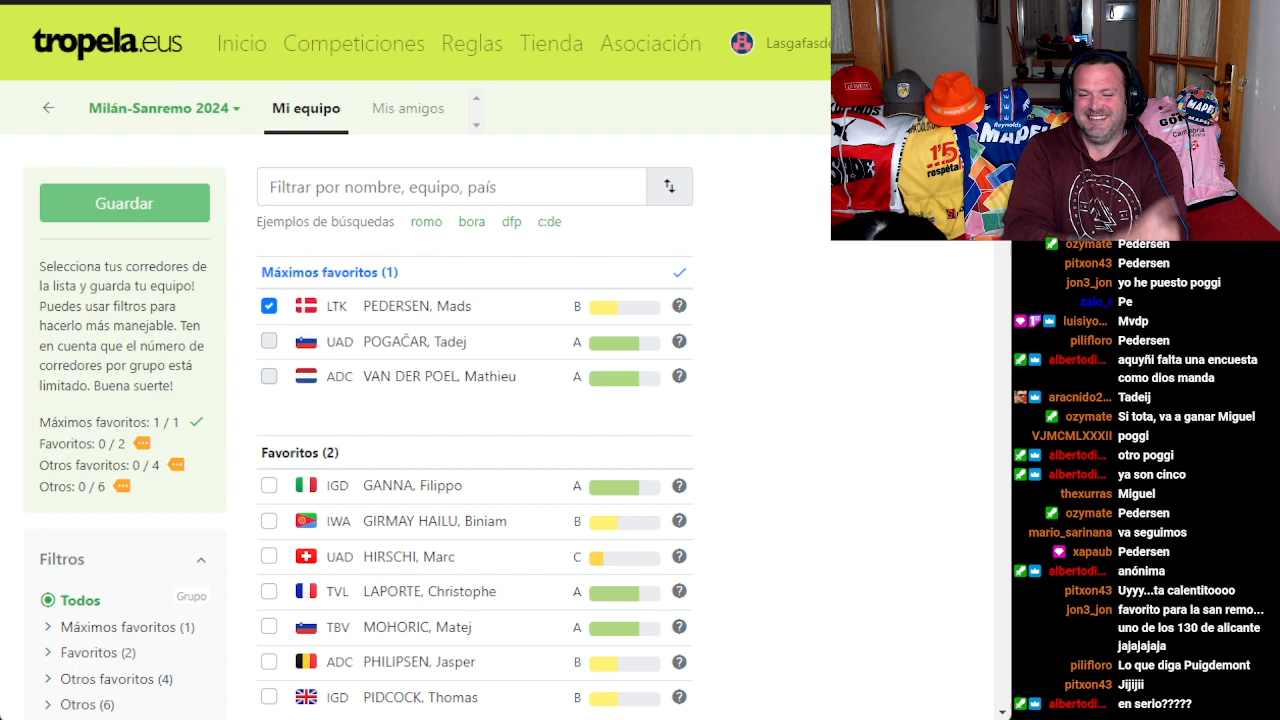 tropela.eus
Inicio Competiciones Reglas Tienda Asociación
Lasgafasde
Milán-Sanremo 2024
Mi equipo
Mis amigos
Guardar
Selecciona tus corredores de
la lista y guarda tu equipo!
Puedes usar filtros para
hacerlo más manejable. Ten
en cuenta que el número de
corredores por grupo está
limitado. Buena suerte!
Máximos favoritos: 1 / 1
Favoritos: 0 / 2
Otros favoritos: 0 / 4
Otros: 0 / 6
Filtros
Todos
Grupo
Máximos favoritos (1)
Favoritos (2)
Otros favoritos (4)
Otros (6)
Filtrar por nombre, equipo, país
Ejemplos de búsquedas romo bora dfp c:de
Máximos favoritos (1)
LTK PEDERSEN, Mads B
UAD POGAČAR, Tadej A
ADC VAN DER POEL, Mathieu A
Favoritos (2)
IGD GANNA, Filippo A
IWA GIRMAY HAILU, Biniam B
UAD HIRSCHI, Marc C
TVL LAPORTE, Christophe A
TBV MOHORIC, Matej A
ADC PHILIPSEN, Jasper B
IGD PIDCOCK, Thomas B
LA VUELTA
Reynolds
MAPEI
MAPEI
1'5
respéta
Cantabria
ozymate Pedersen
pitxon43 Pedersen
jon3_jon yo he puesto poggi
Pe
luisiyo... Mvdp
pilifloro Pedersen
albertodi... aquyñi falta una encuesta
como dios manda
aracnido2... Tadeij
ozymate Si tota, va a ganar Miguel
VJMCMLXXXII poggi
albertodi... otro poggi
albertodi... ya son cinco
thexurras Miguel
ozymate Pedersen
mario_sarinana va seguimos
xapaub Pedersen
albertodi... anónima
pitxon43 Uyyy...ta calentitoooo
jon3_jon favorito para la san remo...
uno de los 130 de alicante
jajajajaja
pilifloro Lo que diga Puigdemont
pitxon43 Jijijii
albertodi... en serio?????